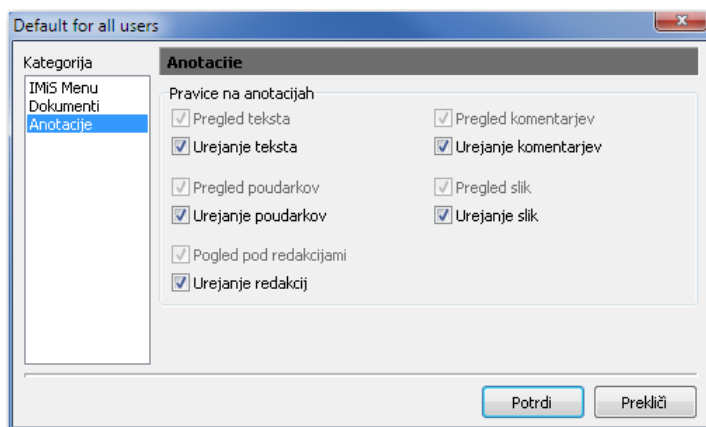 Default for all users
Kategorija
IMiS Menu
Dokumenti
Anotacije
Anotacije
Pravice na anotacijah
Pregled teksta
Pregled komentarjev
Urejanje teksta
Urejanje komentarjev
Pregled poudarkov
Pregled slik
Urejanje poudarkov
Urejanje slik
Pogled pod redakcijami
Urejanje redakcij
Potrdi
Prekliči